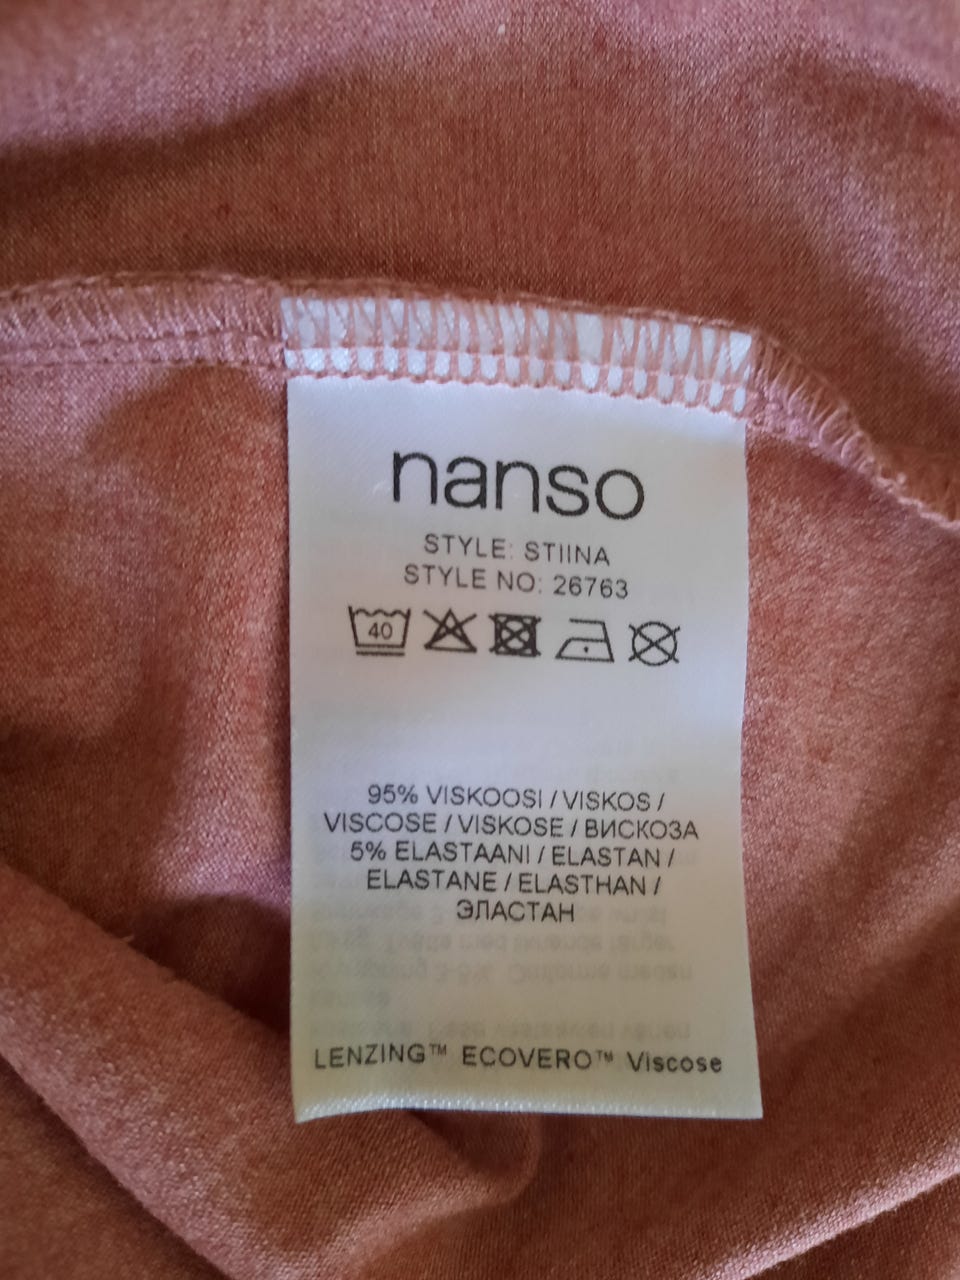 nanso
STYLE: STIINA
STYLE NO: 26763
40
95% VISKOOSI / VISKOS /
VISCOSE / VISKOSE / ВИСКОЗА
5% ELASTAANI / ELASTAN /
ELASTANE / ELASTHAN /
ЭЛАСТАН
LENZING™ ECOVERO™ Viscose